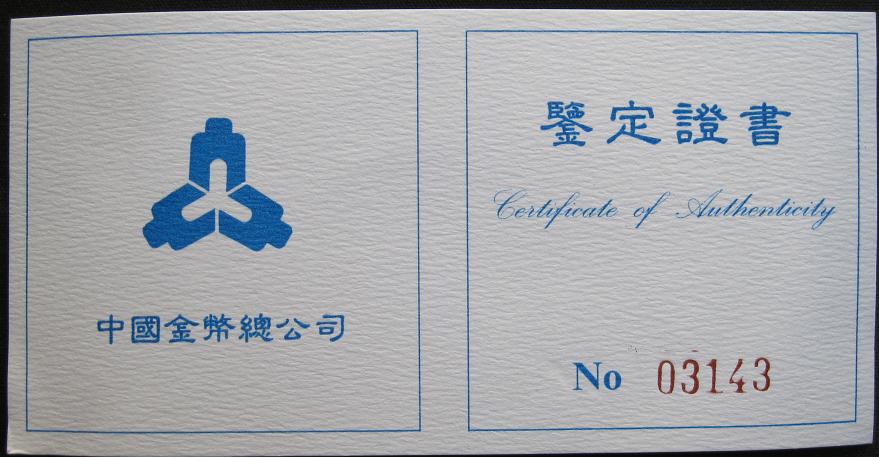 中國金幣總公司
鑒定證書
Certificate of Authenticity
No 03143